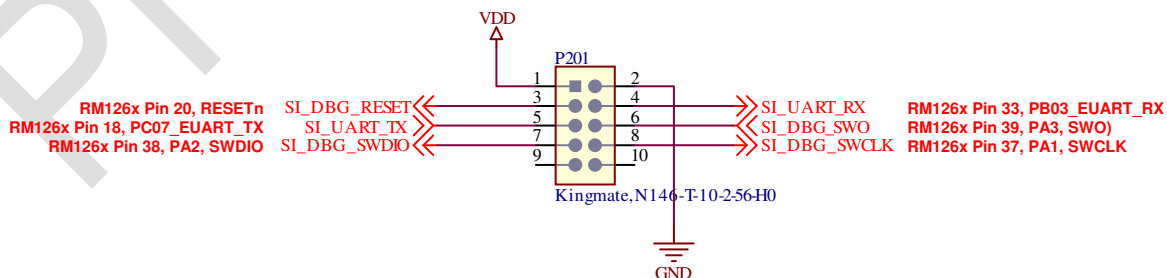 VDD
P201
1 2
RM126x Pin 20, RESETn SI_DBG_RESET 3 4 SI_UART_RX RM126x Pin 33, PB03_EUART_RX
RM126x Pin 18, PC07_EUART_TX SI_UART_TX 5 6 SI_DBG_SWO RM126x Pin 39, PA3, SWO)
RM126x Pin 38, PA2, SWDIO SI_DBG_SWDIO 7 8 SI_DBG_SWCLK RM126x Pin 37, PA1, SWCLK
9 10
Kingmate,N146-T-10-2-56-H0
GND